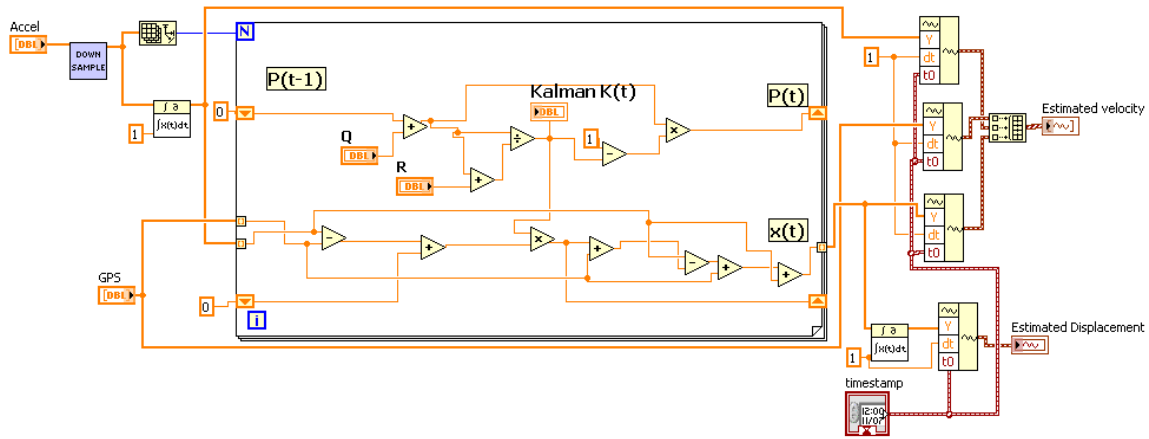 Accel
DBL
DOWN
SAMPLE
N
P(t-1)
Kalman K(t)
DBL
P(t)
Y
dt
t0
1
∫a
∫x(t)dt
1
0
Q
DBL
R
DBL
1
Y
dt
t0
Estimated velocity
x(t)
Y
dt
t0
GPS
DBL
0
i
∫a
∫x(t)dt
1
Y
dt
t0
Estimated Displacement
timestamp
12:00
11/07